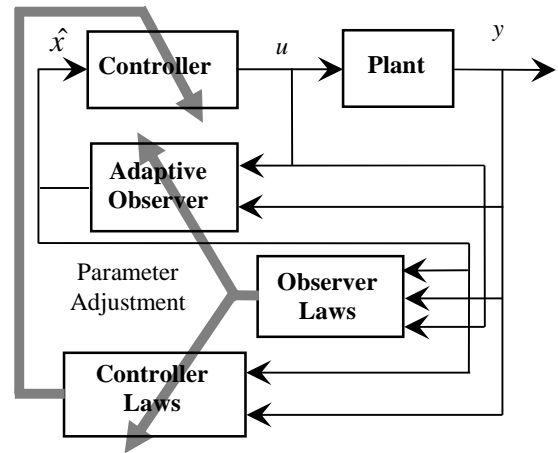 x̂
Controller
u
Plant
y
Adaptive
Observer
Parameter
Adjustment
Observer
Laws
Controller
Laws